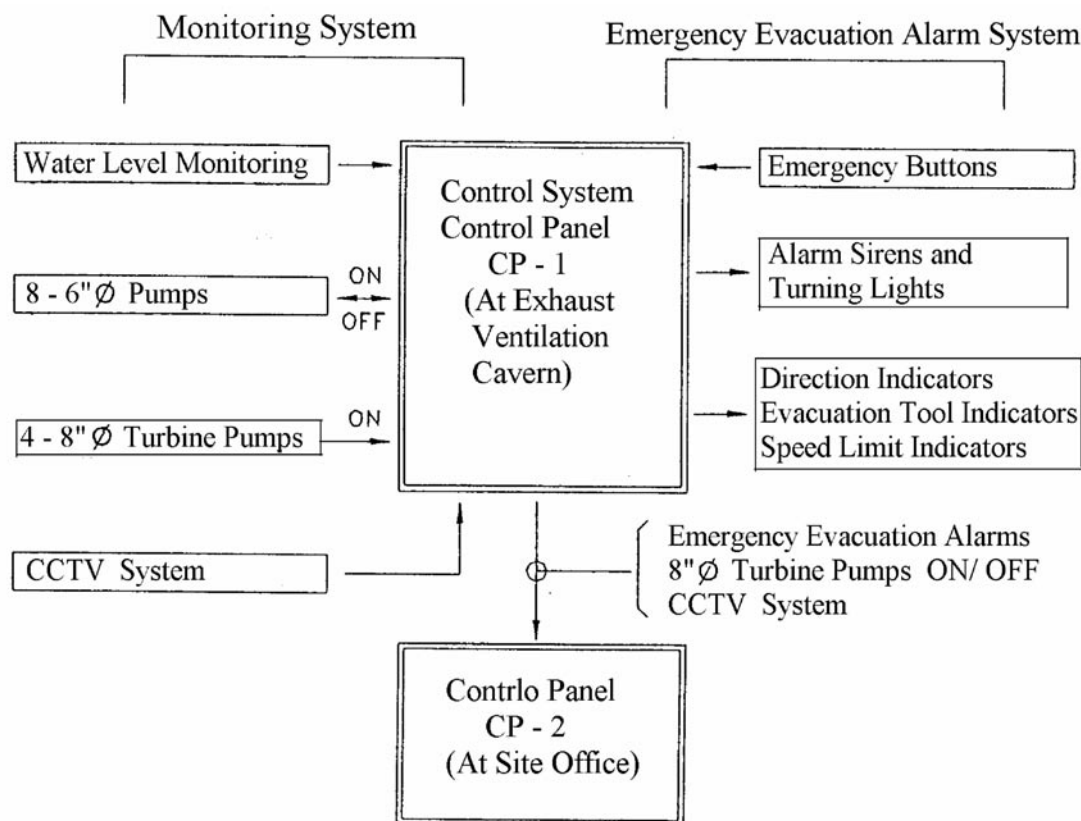 Monitoring System
Emergency Evacuation Alarm System
Water Level Monitoring
8 - 6"Ø Pumps
ON
OFF
4 - 8"Ø Turbine Pumps
ON
CCTV System
Control System
Control Panel
CP - 1
(At Exhaust
Ventilation
Cavern)
Emergency Buttons
Alarm Sirens and
Turning Lights
Direction Indicators
Evacuation Tool Indicators
Speed Limit Indicators
Emergency Evacuation Alarms
8"Ø Turbine Pumps ON/ OFF
CCTV System
Contrlo Panel
CP - 2
(At Site Office)